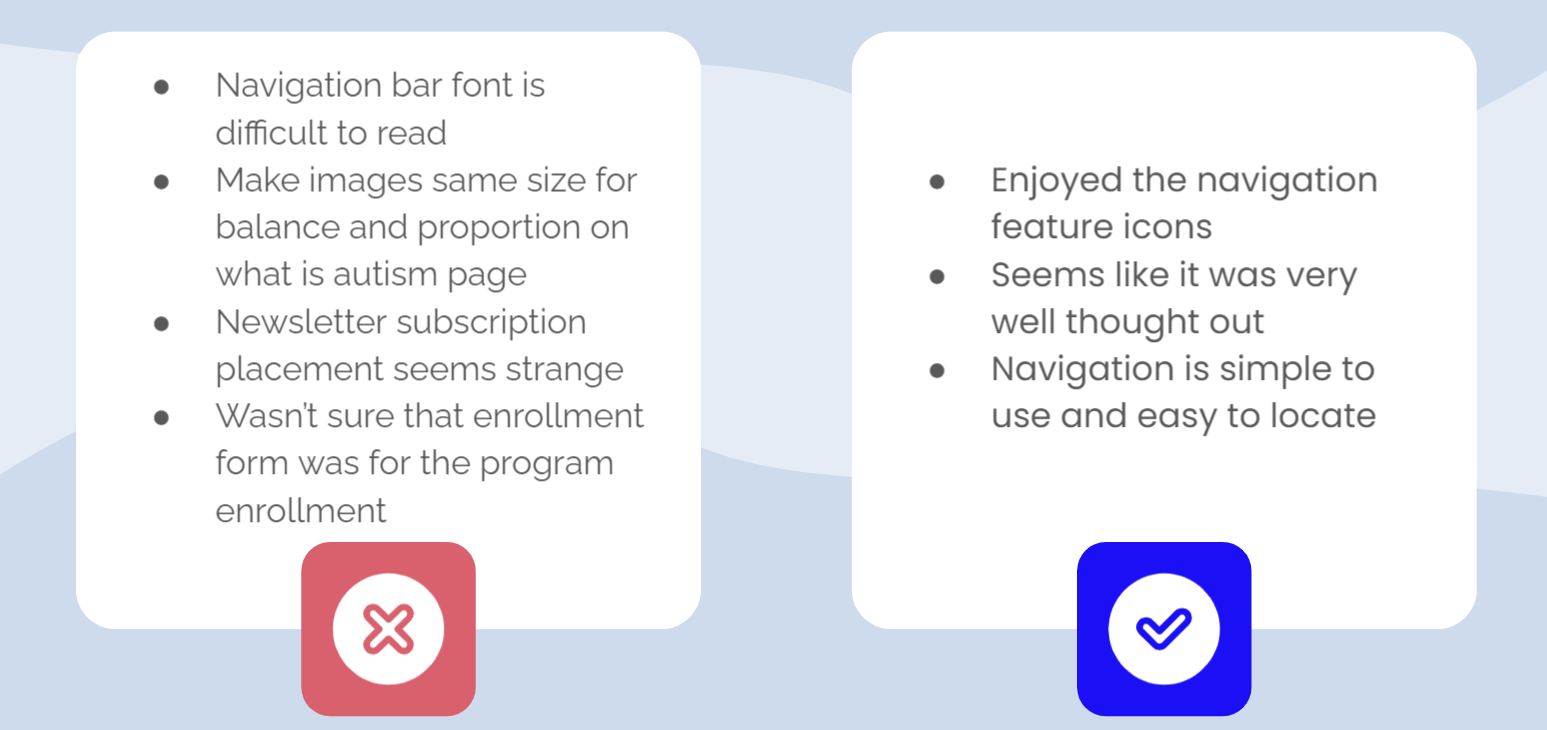 ● Navigation bar font is
difficult to read
● Make images same size for
balance and proportion on
what is autism page
● Newsletter subscription
placement seems strange
● Wasn't sure that enrollment
form was for the program
enrollment
● Enjoyed the navigation
feature icons
● Seems like it was very
well thought out
● Navigation is simple to
use and easy to locate